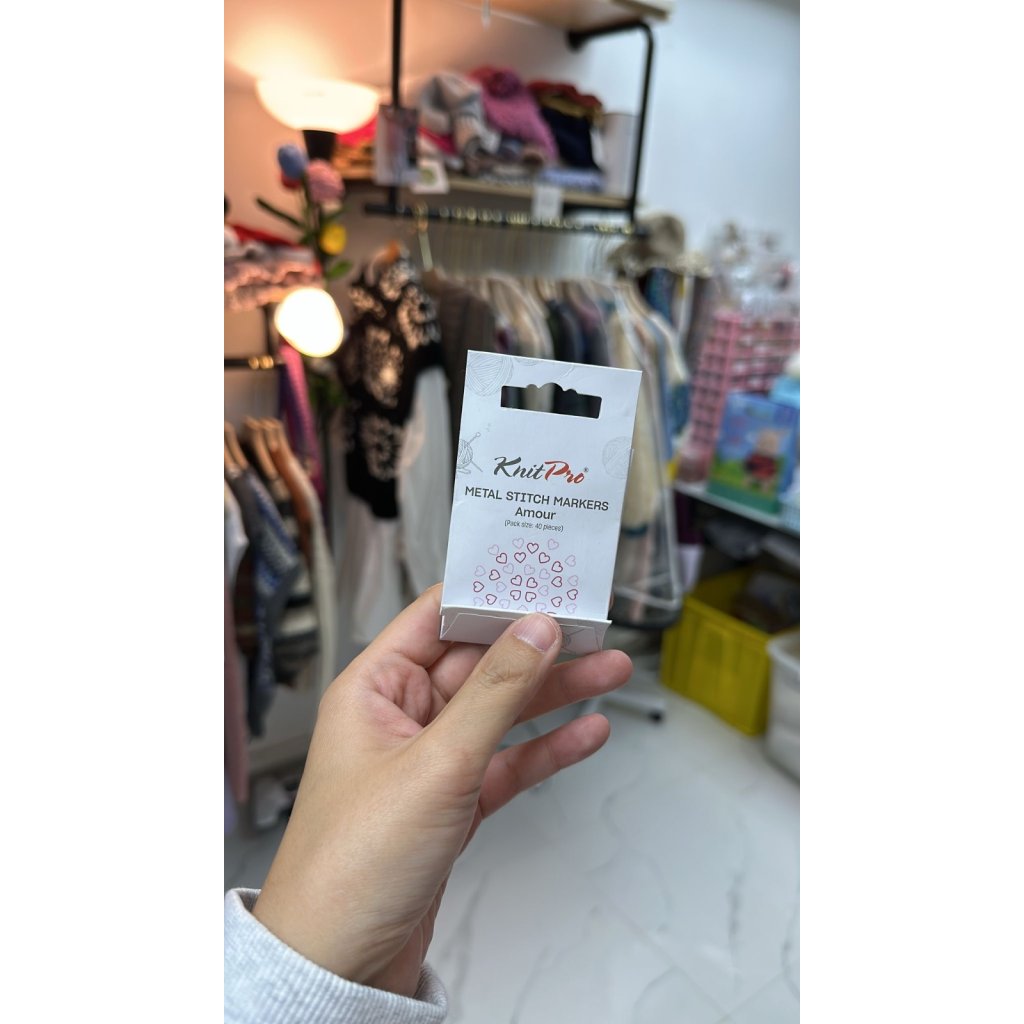 KnitPro®
METAL STITCH MARKERS
Amour
(Pack size: 40 pieces)